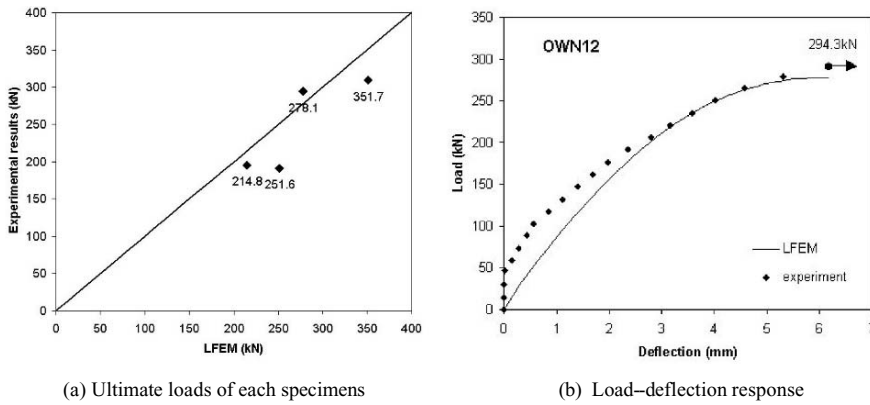 400
350
300
250
200
150
100
50
0
Experimental results (kN)
278.1
351.7
214.8
251.6
0 50 100 150 200 250 300 350 400
LFEM (kN)
(a) Ultimate loads of each specimens
350
300
250
200
150
100
50
0
Load (kN)
OWN12
294.3kN
LFEM
experiment
0 1 2 3 4 5 6 7
Deflection (mm)
(b) Load--deflection response